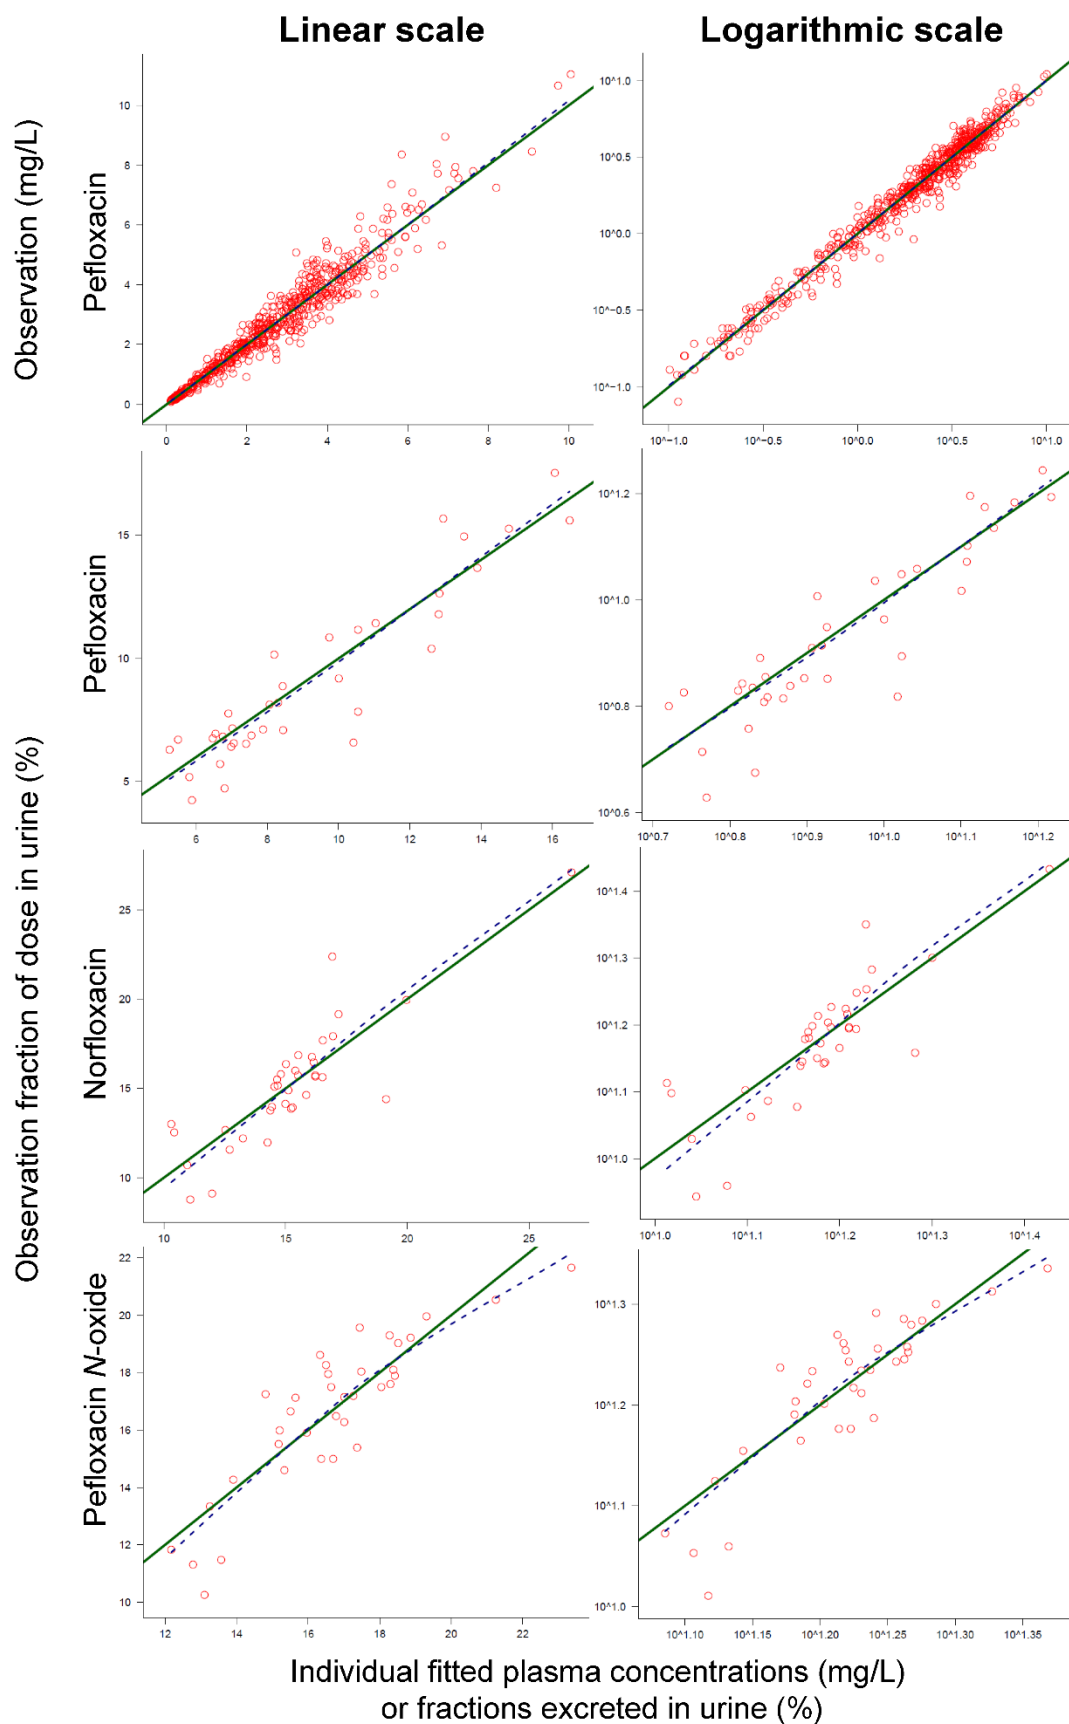 Linear scale
Logarithmic scale
Observation (mg/L)
Pefloxacin
10
8
6
4
2
0
0 2 4 6 8 10
10^1.0
10^0.5
10^0.0
10^−0.5
10^−1.0
10^−1.0 10^−0.5 10^0.0 10^0.5 10^1.0
Observation fraction of dose in urine (%)
Pefloxacin
15
10
5
6 8 10 12 14 16
10^1.2
10^1.0
10^0.8
10^0.6
10^0.7 10^0.8 10^0.9 10^1.0 10^1.1 10^1.2
Norfloxacin
25
20
15
10
10 15 20 25
10^1.4
10^1.3
10^1.2
10^1.1
10^1.0
10^1.0 10^1.1 10^1.2 10^1.3 10^1.4
Pefloxacin N-oxide
22
20
18
16
14
12
10
12 14 16 18 20 22
10^1.3
10^1.2
10^1.1
10^1.0
10^1.10 10^1.15 10^1.20 10^1.25 10^1.30 10^1.35
Individual fitted plasma concentrations (mg/L)
or fractions excreted in urine (%)